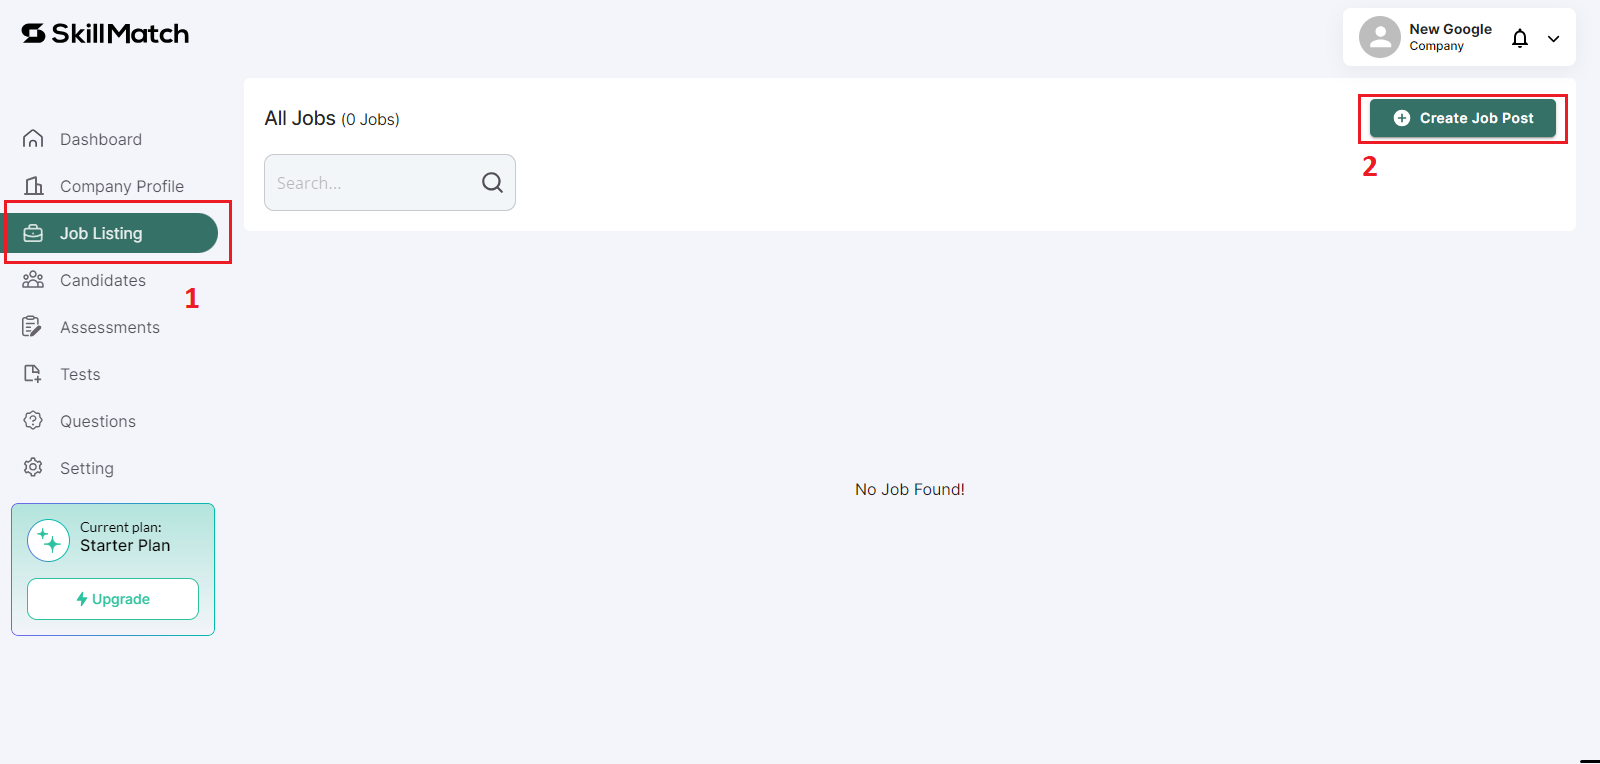 SkillMatch
New Google
Company
Dashboard
Company Profile
Job Listing
Candidates
1
Assessments
Tests
Questions
Setting
Current plan:
Starter Plan
Upgrade
All Jobs (0 Jobs)
Create Job Post
2
Search...
No Job Found!